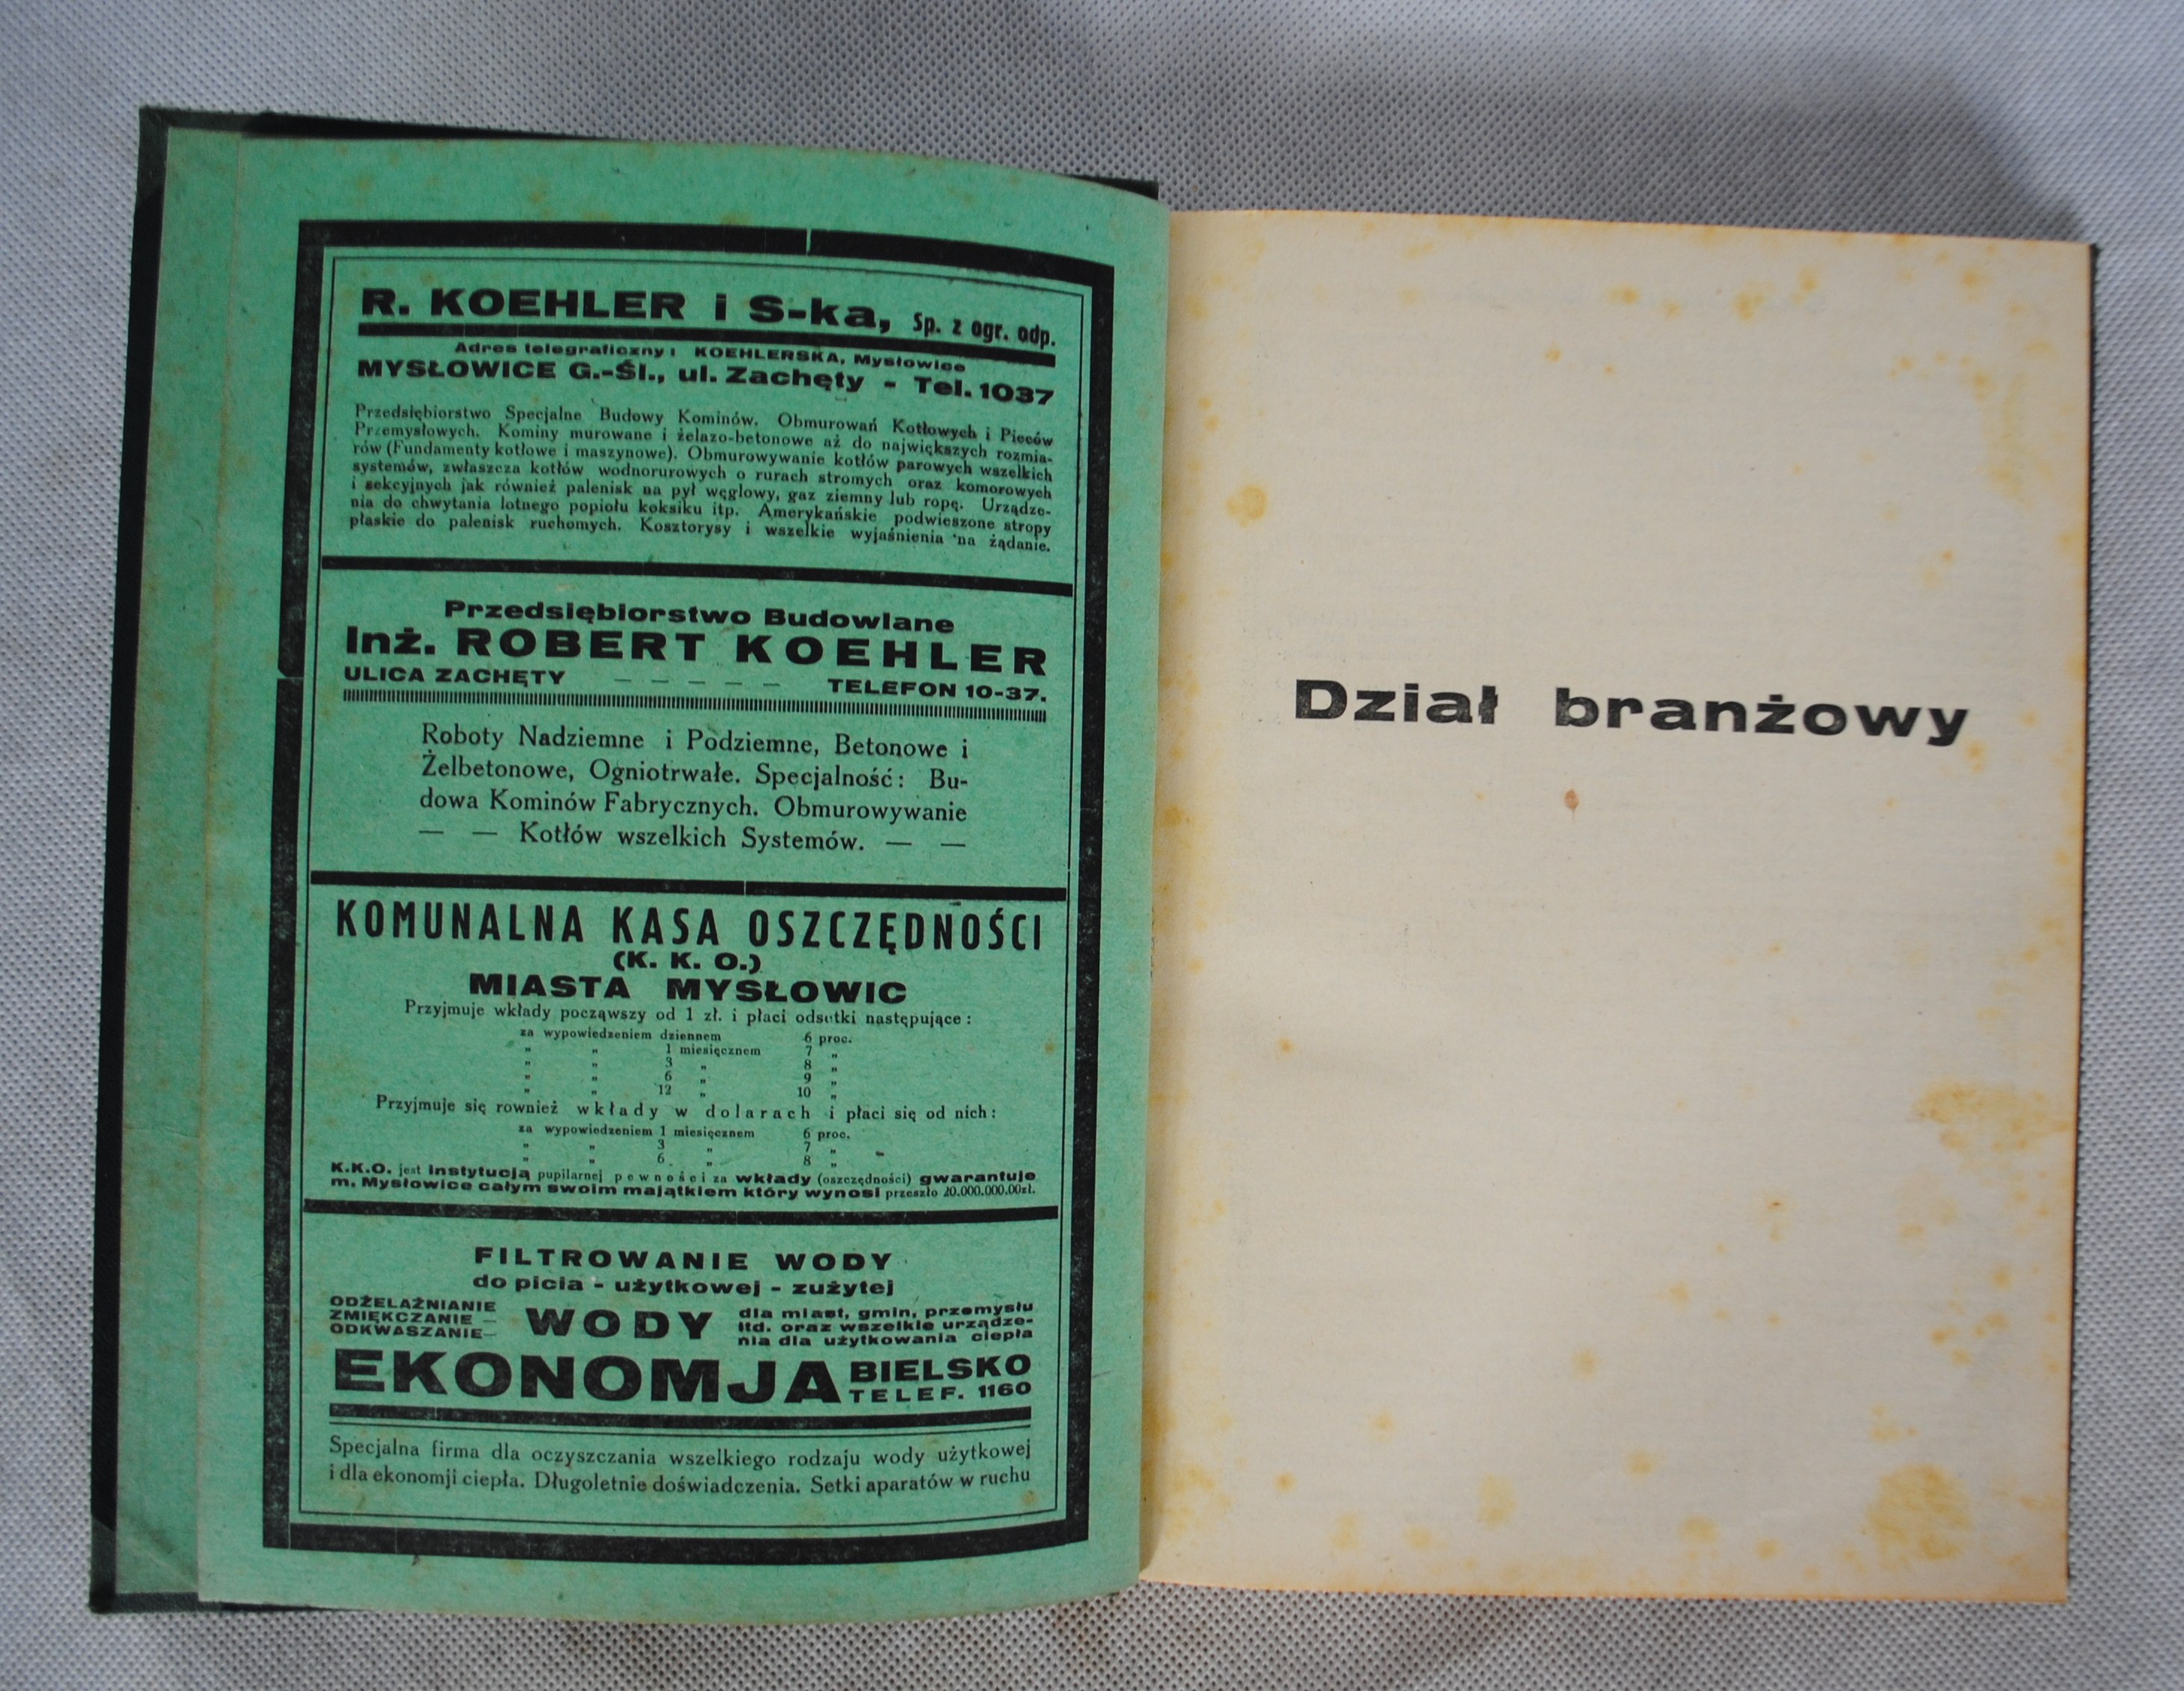 R. KOEHLER i S-ka, Sp. z ogr. odp.
Adres telegraficzny: KOEHLERSKA, Mysłowice
MYSŁOWICE G.-Śl., ul. Zachęty - Tel. 1037
Przedsiębiorstwo Specjalne Budowy Kominów, Obmurowań Kotłowych i Pieców
Przemysłowych. Kominy murowane i żelazo-betonowe aż do największych rozmia-
rów (Fundamenty kotłowe i maszynowe). Obmurowywanie kotłów parowych wszelkich
systemów, zwłaszcza kotłów wodnorurowych o rurach stromych oraz komorowych
i sekcyjnych jak również palenisk na pył węglowy, gaz ziemny lub ropę. Urządze-
nia do chwytania lotnego popiołu koksiku itp. Amerykańskie podwieszone stropy
płaskie do palenisk ruchomych. Kosztorysy i wszelkie wyjaśnienia na żądanie.
Przedsiębiorstwo Budowlane
Inż. ROBERT KOEHLER
ULICA ZACHĘTY — — — — — TELEFON 10-37.
Roboty Nadziemne i Podziemne, Betonowe i
Żelbetonowe, Ogniotrwałe. Specjalność: Bu-
dowa Kominów Fabrycznych. Obmurowywanie
— — Kotłów wszelkich Systemów. — —
KOMUNALNA KASA OSZCZĘDNOŚCI
(K. K. O.)
MIASTA MYSŁOWIC
Przyjmuje wkłady począwszy od 1 zł. i płaci odsetki następujące:
za wypowiedzeniem dziennem 6 proc.
" " 1 miesięcznem 7 "
" " 3 " 8 "
" " 6 " 9 "
" " 12 " 10 "
Przyjmuje się rownież wkłady w dolarach i płaci się od nich:
za wypowiedzeniem 1 miesięcznem 6 proc.
" " 3 " 7 "
" " 6 " 8 "
K.K.O. jest instytucją pupilarnej pewności za wkłady (oszczędności) gwarantuje
m. Mysłowice całym swoim majątkiem który wynosi przeszło 20.000.000.00zł.
FILTROWANIE WODY
do picia - użytkowej - zużytej
ODŻELAŹNIANIE
ZMIĘKCZANIE —
ODKWASZANIE—
WODY
dla miast, gmin, przemysłu
itd. oraz wszelkie urządze-
nia dla użytkowania ciepła
EKONOMJA BIELSKO
TELEF. 1160
Specjalna firma dla oczyszczania wszelkiego rodzaju wody użytkowej
i dla ekonomji ciepła. Długoletnie doświadczenia. Setki aparatów w ruchu
Dział branżowy